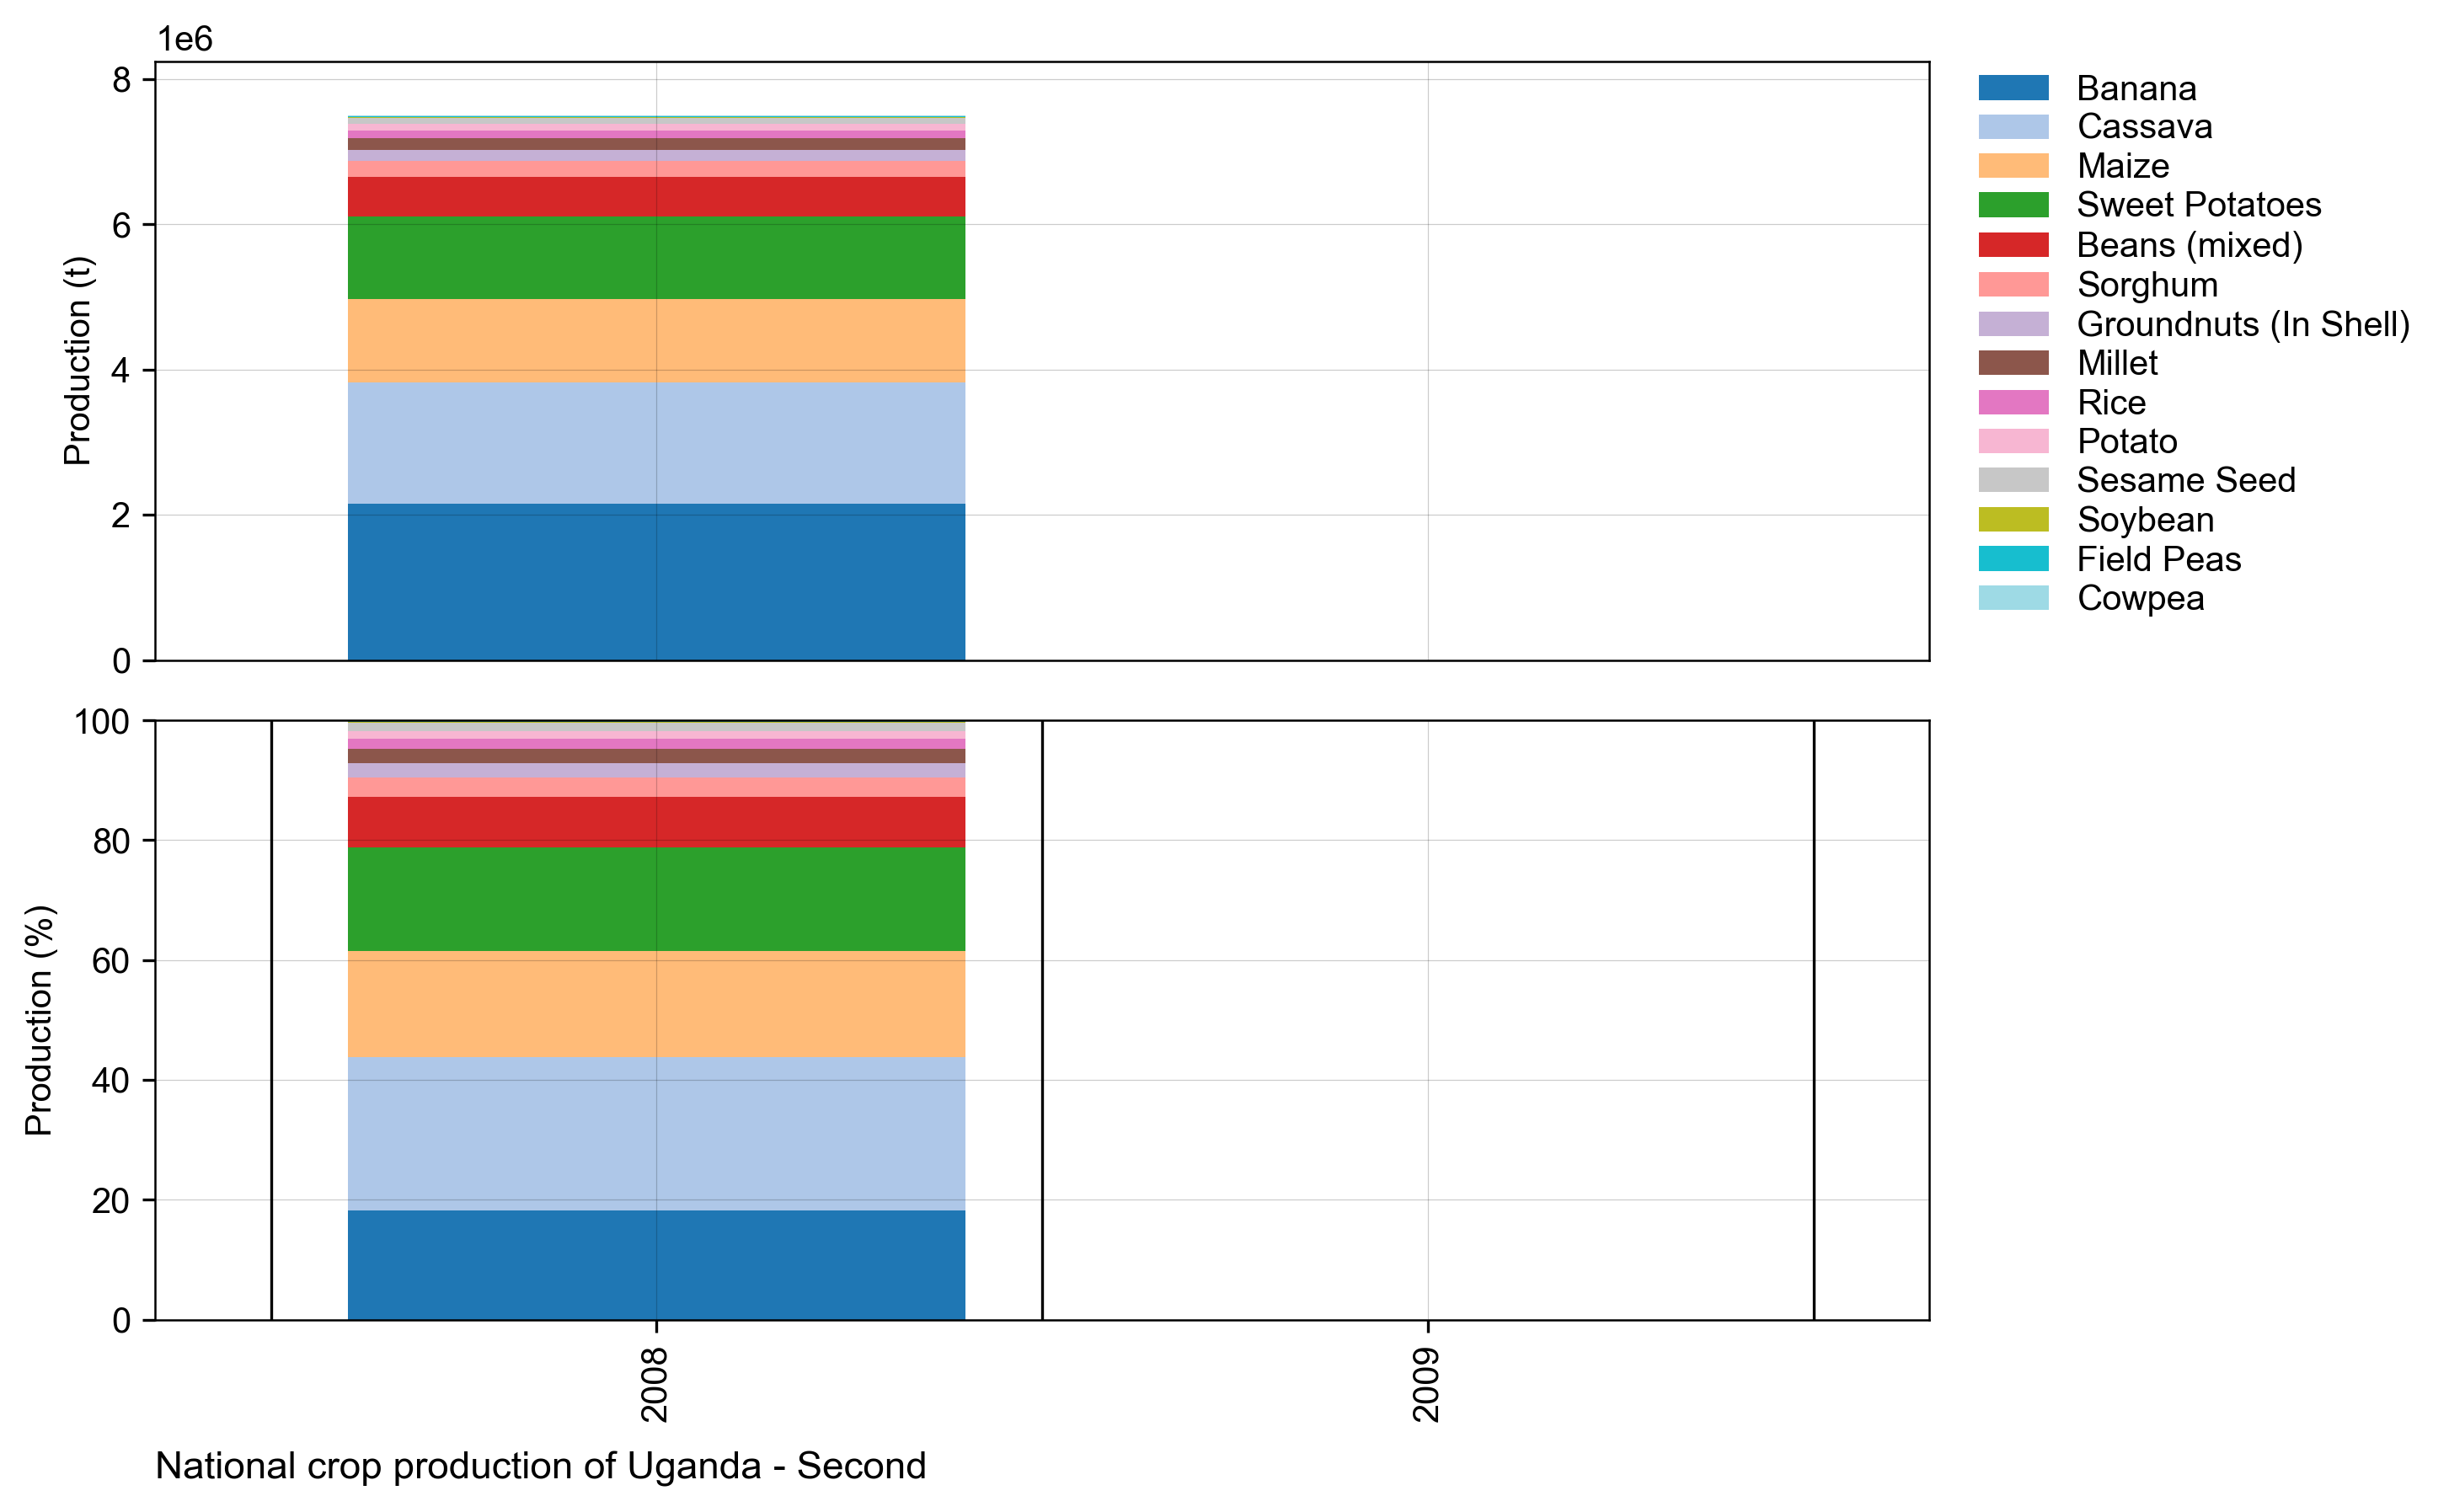 1e6
8
6
4
2
0
Production (t)
Banana
Cassava
Maize
Sweet Potatoes
Beans (mixed)
Sorghum
Groundnuts (In Shell)
Millet
Rice
Potato
Sesame Seed
Soybean
Field Peas
Cowpea
100
80
60
40
20
0
Production (%)
2008
2009
National crop production of Uganda - Second